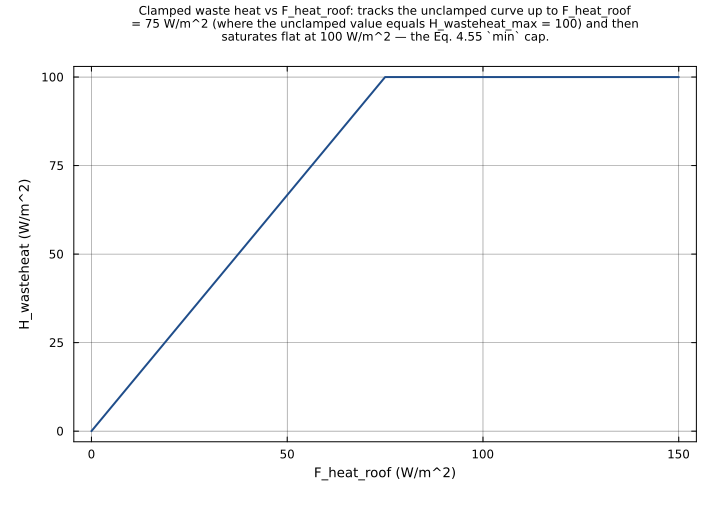 Clamped waste heat vs F_heat_roof: tracks the unclamped curve up to F_heat_roof
= 75 W/m^2 (where the unclamped value equals H_wasteheat_max = 100) and then
saturates flat at 100 W/m^2 — the Eq. 4.55 `min` cap.
100
75
50
25
0
H_wasteheat (W/m^2)
0 50 100 150
F_heat_roof (W/m^2)